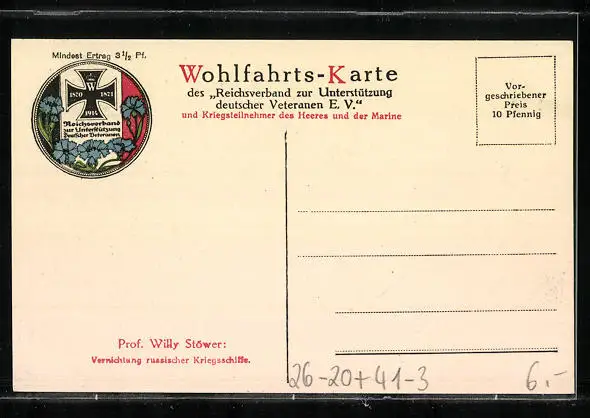 Mindest Ertrag 3 1/2 Pf.
W
1870 1871
1914
Reichsverband
zur Unterstützung
Deutscher Veteranen
Wohlfahrts-Karte
des „Reichsverband zur Unterstützung
deutscher Veteranen E. V.“
und Kriegsteilnehmer des Heeres und der Marine
Vor-
geschriebener
Preis
10 Pfennig
Prof. Willy Stöwer:
Vernichtung russischer Kriegsschiffe.
26-20+41-3
6.-